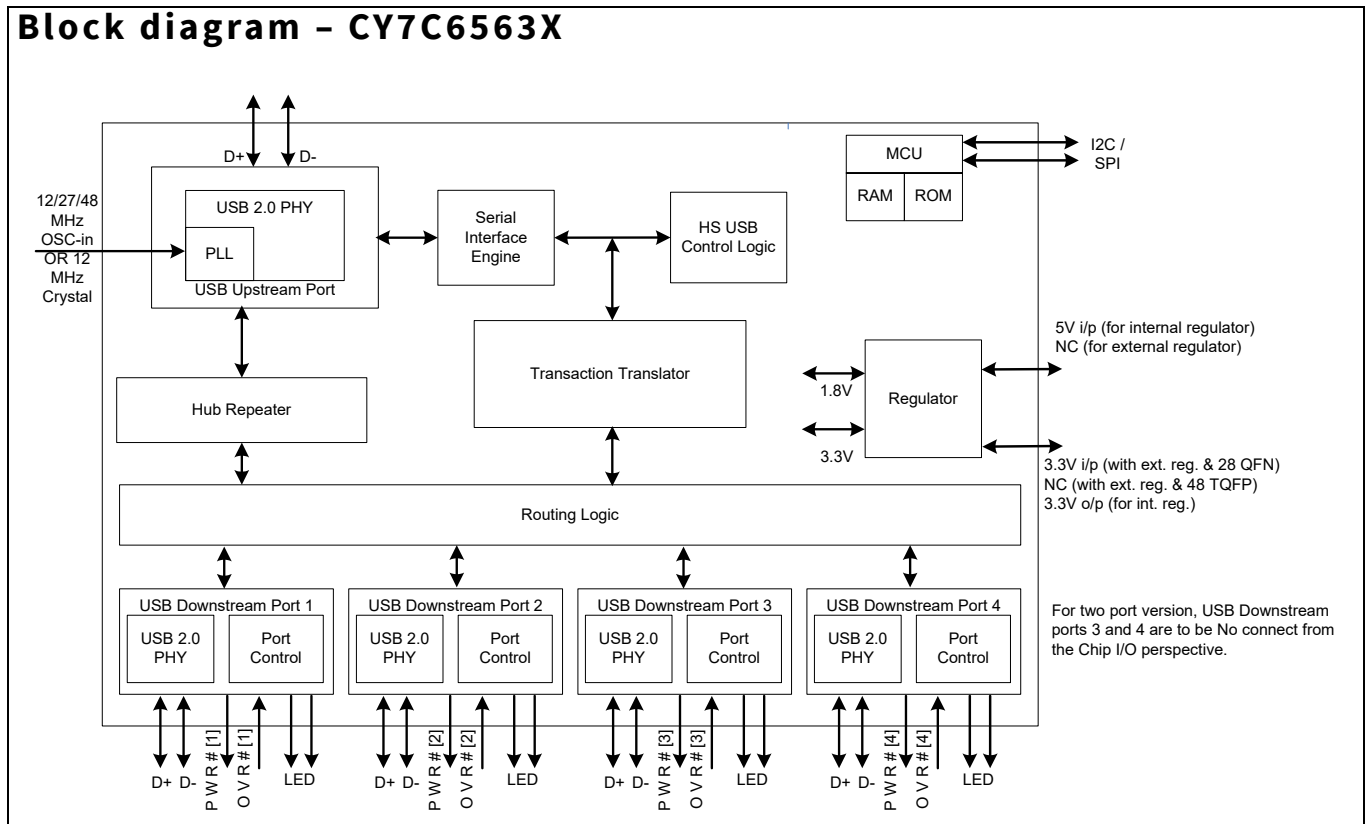 Block diagram – CY7C6563X
D+
D-
12/27/48
MHz
OSC-in
OR 12
MHz
Crystal
USB 2.0 PHY
PLL
USB Upstream Port
Serial
Interface
Engine
HS USB
Control Logic
MCU
RAM
ROM
I2C /
SPI
Hub Repeater
Transaction Translator
1.8V
3.3V
Regulator
5V i/p (for internal regulator)
NC (for external regulator)
3.3V i/p (with ext. reg. & 28 QFN)
NC (with ext. reg. & 48 TQFP)
3.3V o/p (for int. reg.)
Routing Logic
USB Downstream Port 1
USB 2.0
PHY
Port
Control
USB Downstream Port 2
USB 2.0
PHY
Port
Control
USB Downstream Port 3
USB 2.0
PHY
Port
Control
USB Downstream Port 4
USB 2.0
PHY
Port
Control
For two port version, USB Downstream
ports 3 and 4 are to be No connect from
the Chip I/O perspective.
D+
D-
PWR#[1]
OVR#[1]
LED
D+
D-
PWR#[2]
OVR#[2]
LED
D+
D-
PWR#[3]
OVR#[3]
LED
D+
D-
PWR#[4]
OVR#[4]
LED